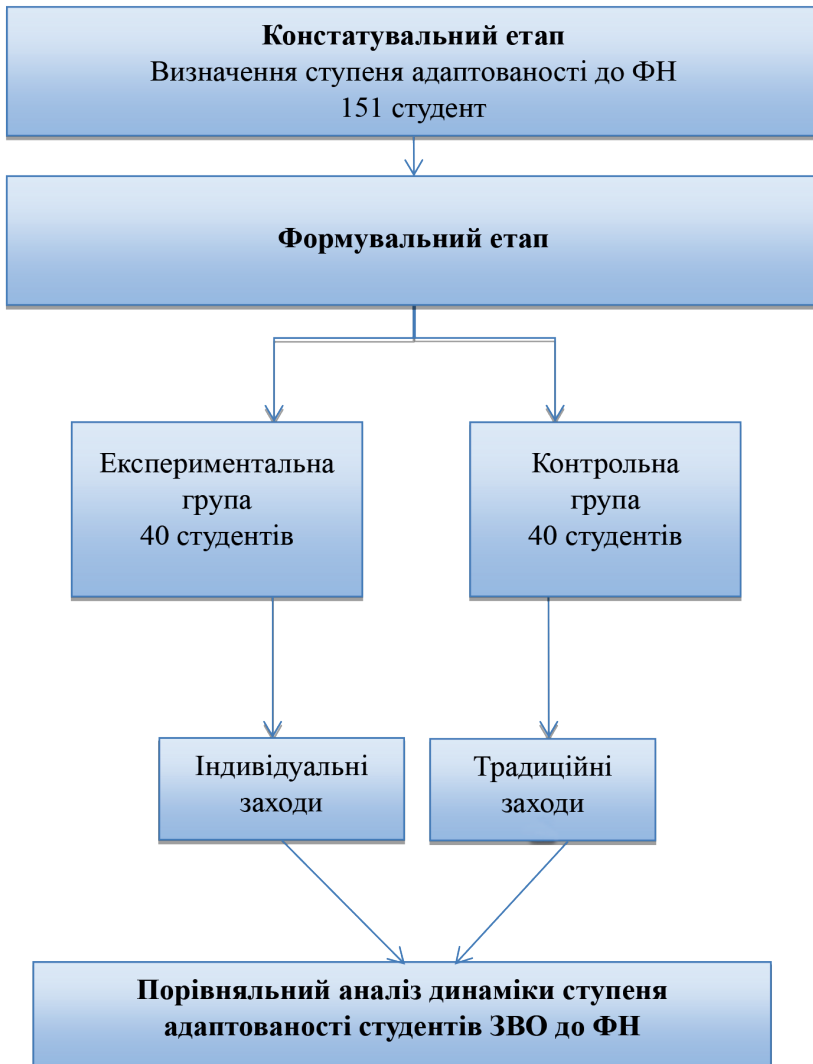 Констатувальний етап
Визначення ступеня адаптованості до ФН
151 студент
Формувальний етап
Експериментальна
група
40 студентів
Контрольна
група
40 студентів
Індивідуальні
заходи
Традиційні
заходи
Порівняльний аналіз динаміки ступеня
адаптованості студентів ЗВО до ФН